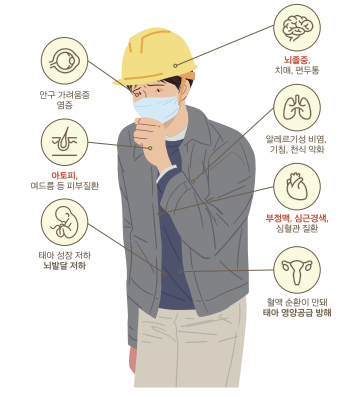 안구 가려움증
염증
아토피,
여드름 등 피부질환
태아 성장 저하
뇌발달 저하
뇌졸중,
치매, 편두통
알레르기성 비염,
기침, 천식 악화
부정맥, 심근경색,
심혈관 질환
혈액 순환이 안돼
태아 영양공급 방해